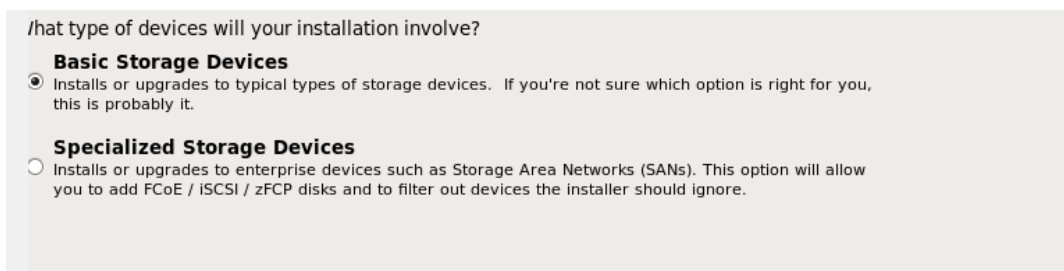 hat type of devices will your installation involve?
Basic Storage Devices
Installs or upgrades to typical types of storage devices.  If you're not sure which option is right for you,
this is probably it.
Specialized Storage Devices
Installs or upgrades to enterprise devices such as Storage Area Networks (SANs). This option will allow
you to add FCoE / iSCSI / zFCP disks and to filter out devices the installer should ignore.